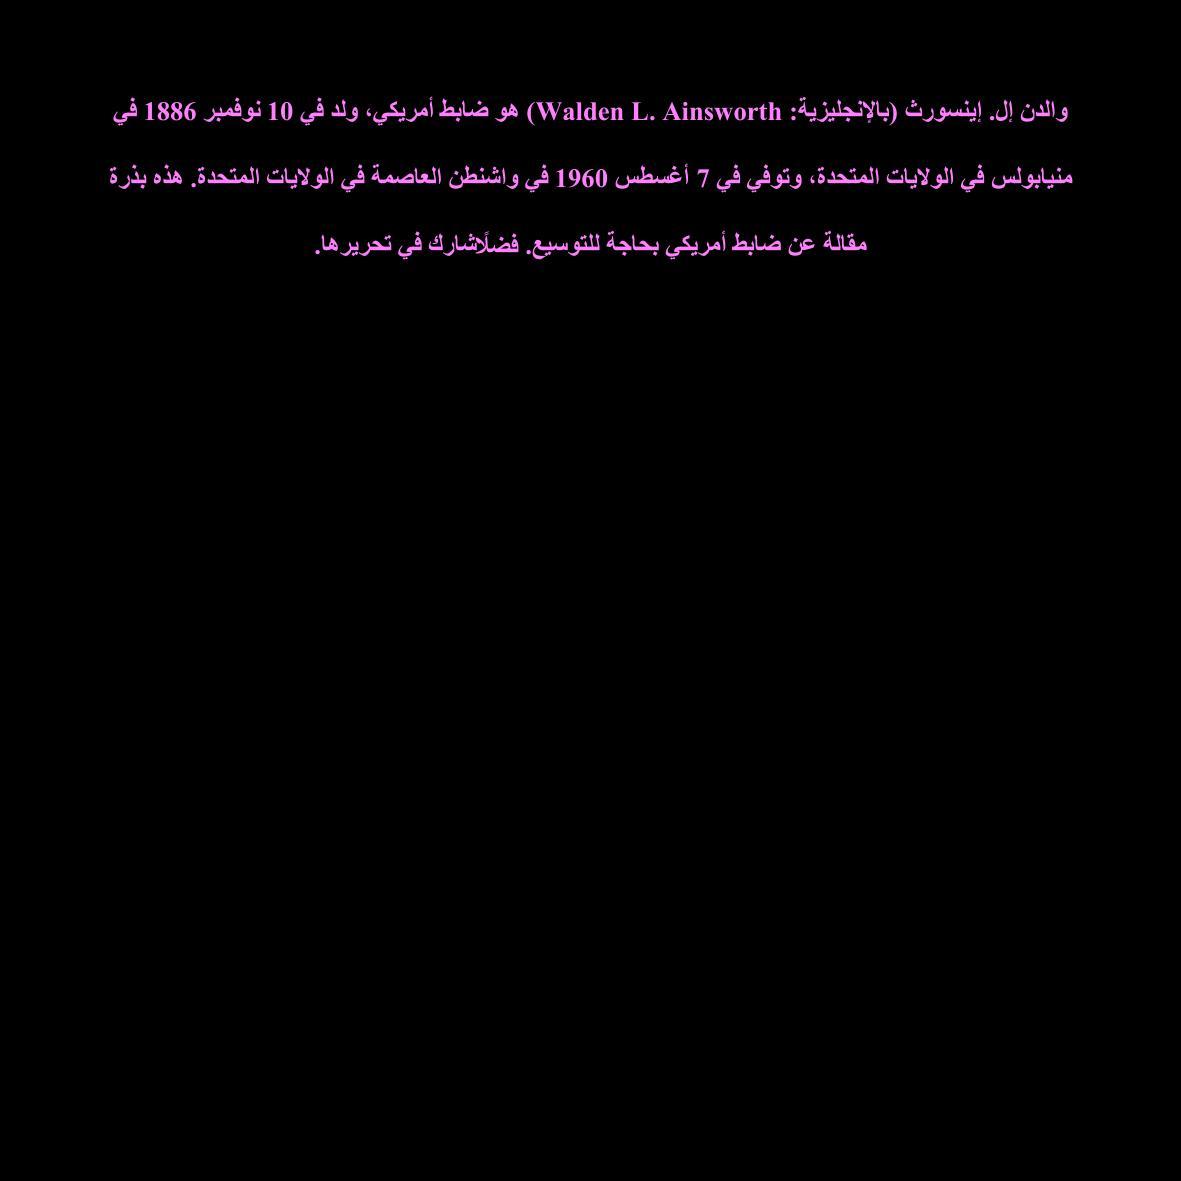 والدن إل. إينسورث (بالإنجليزية: Walden L. Ainsworth) هو ضابط أمريكي، ولد في 10 نوفمبر 1886 في
منيابولس في الولايات المتحدة، وتوفي في 7 أغسطس 1960 في واشنطن العاصمة في الولايات المتحدة. هذه بذرة
مقالة عن ضابط أمريكي بحاجة للتوسيع. فضلًاشارك في تحريرها.